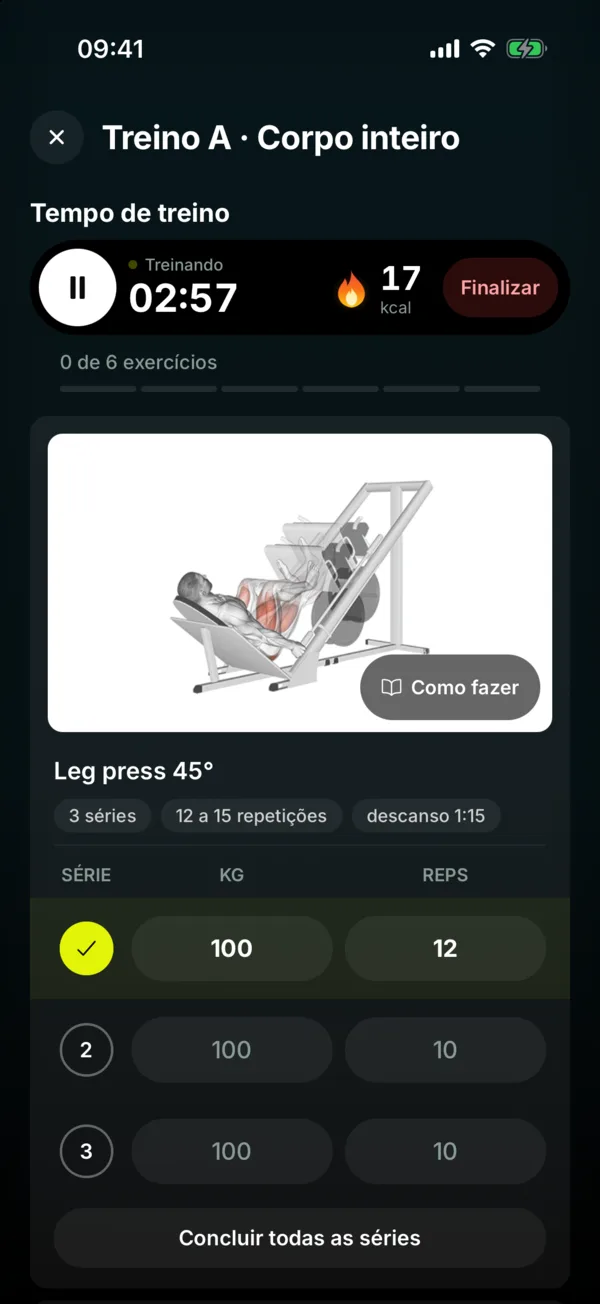 09:41
Treino A · Corpo inteiro
Tempo de treino
Treinando
02:57
17
kcal
Finalizar
0 de 6 exercícios
Como fazer
Leg press 45°
3 séries
12 a 15 repetições
descanso 1:15
SÉRIE KG REPS
100 12
2 100 10
3 100 10
Concluir todas as séries